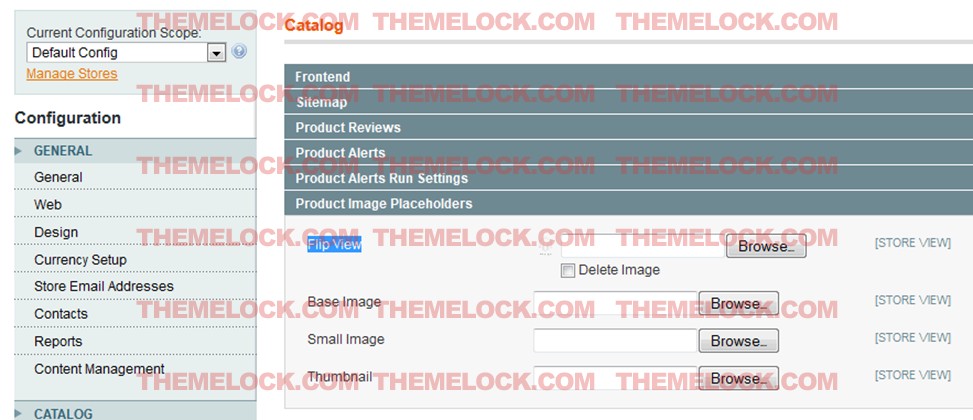 THEMELOCK.COM THEMELOCK.COM THEMELOCK.COM
Current Configuration Scope:
Default Config
Manage Stores
Configuration
GENERAL
General
Web
Design
Currency Setup
Store Email Addresses
Contacts
Reports
Content Management
CATALOG
Catalog
Frontend
THEMELOCK.COM THEMELOCK.COM THEMELOCK.COM
Sitemap
Product Reviews
Product Alerts
THEMELOCK.COM THEMELOCK.COM THEMELOCK.COM
Product Alerts Run Settings
Product Image Placeholders
Flip View Browse... [STORE VIEW]
THEMELOCK.COM THEMELOCK.COM THEMELOCK.COM
Delete Image
Base Image Browse... [STORE VIEW]
THEMELOCK.COM THEMELOCK.COM THEMELOCK.COM
Small Image Browse... [STORE VIEW]
Thumbnail Browse... [STORE VIEW]
THEMELOCK.COM THEMELOCK.COM THEMELOCK.COM